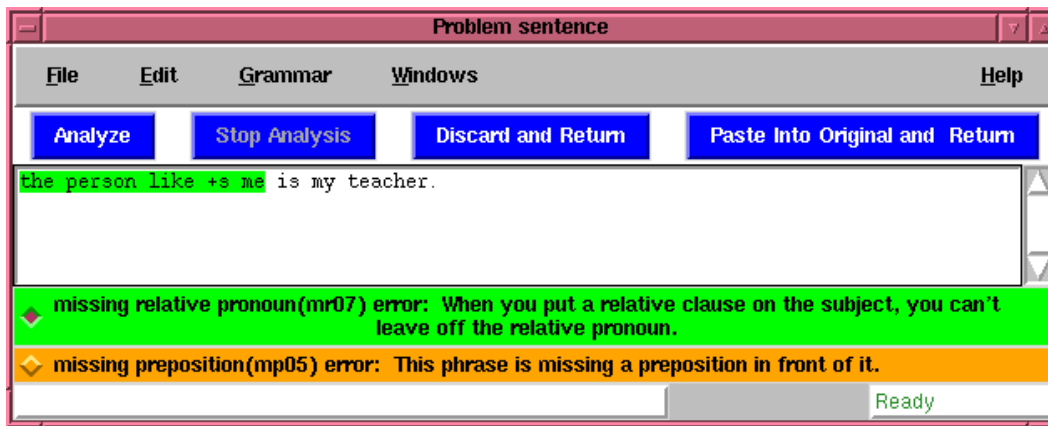 Problem sentence
File Edit Grammar Windows Help
Analyze Stop Analysis Discard and Return Paste Into Original and Return
the person like +s me is my teacher.
missing relative pronoun(mr07) error: When you put a relative clause on the subject, you can't
leave off the relative pronoun.
missing preposition(mp05) error: This phrase is missing a preposition in front of it.
Ready